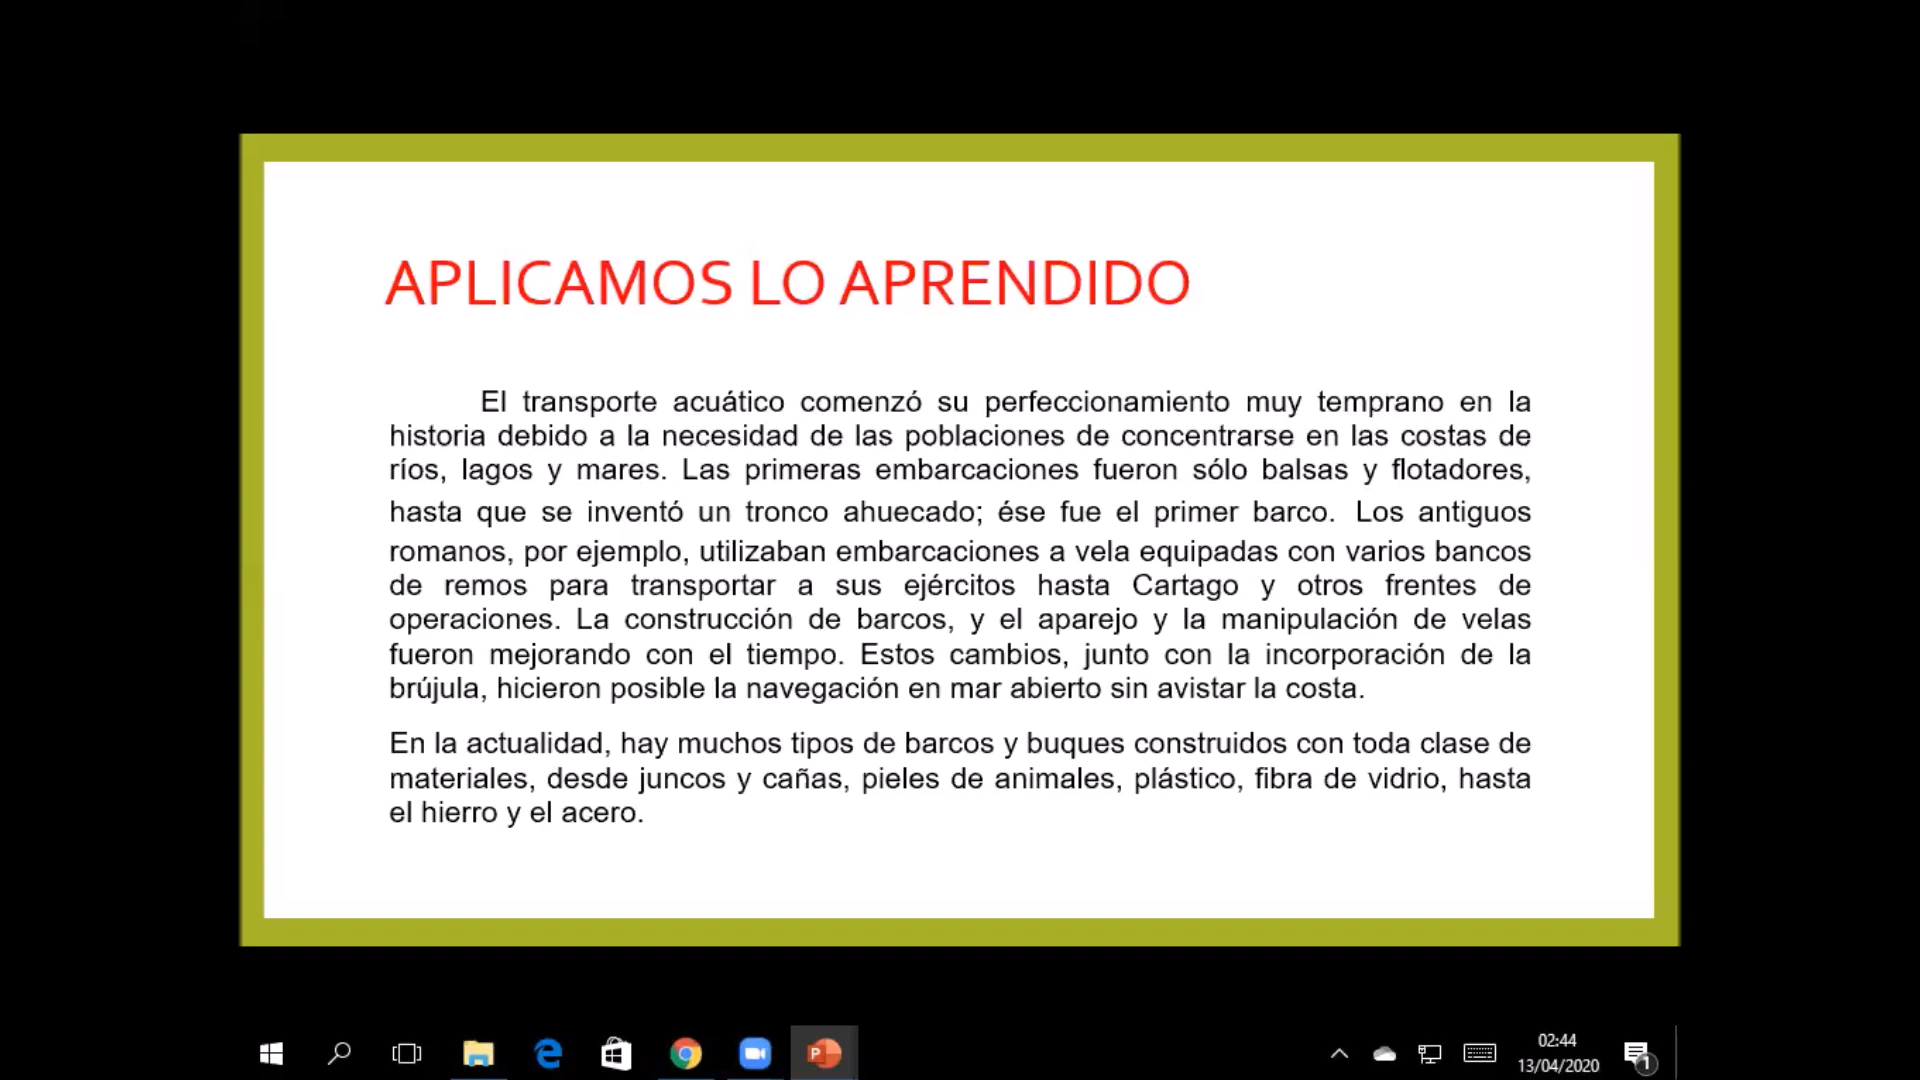 APLICAMOS LO APRENDIDO
El transporte acuático comenzó su perfeccionamiento muy temprano en la
historia debido a la necesidad de las poblaciones de concentrarse en las costas de
ríos, lagos y mares. Las primeras embarcaciones fueron sólo balsas y flotadores,
hasta que se inventó un tronco ahuecado; ése fue el primer barco. Los antiguos
romanos, por ejemplo, utilizaban embarcaciones a vela equipadas con varios bancos
de remos para transportar a sus ejércitos hasta Cartago y otros frentes de
operaciones. La construcción de barcos, y el aparejo y la manipulación de velas
fueron mejorando con el tiempo. Estos cambios, junto con la incorporación de la
brújula, hicieron posible la navegación en mar abierto sin avistar la costa.
En la actualidad, hay muchos tipos de barcos y buques construidos con toda clase de
materiales, desde juncos y cañas, pieles de animales, plástico, fibra de vidrio, hasta
el hierro y el acero.
02:44
13/04/2020
1